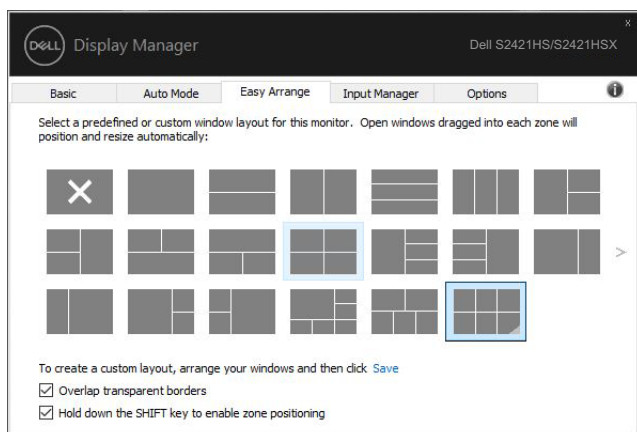 x
DELL Display Manager Dell S2421HS/S2421HSX
Basic Auto Mode Easy Arrange Input Manager Options i
Select a predefined or custom window layout for this monitor. Open windows dragged into each zone will
position and resize automatically:
>
To create a custom layout, arrange your windows and then click Save
Overlap transparent borders
Hold down the SHIFT key to enable zone positioning